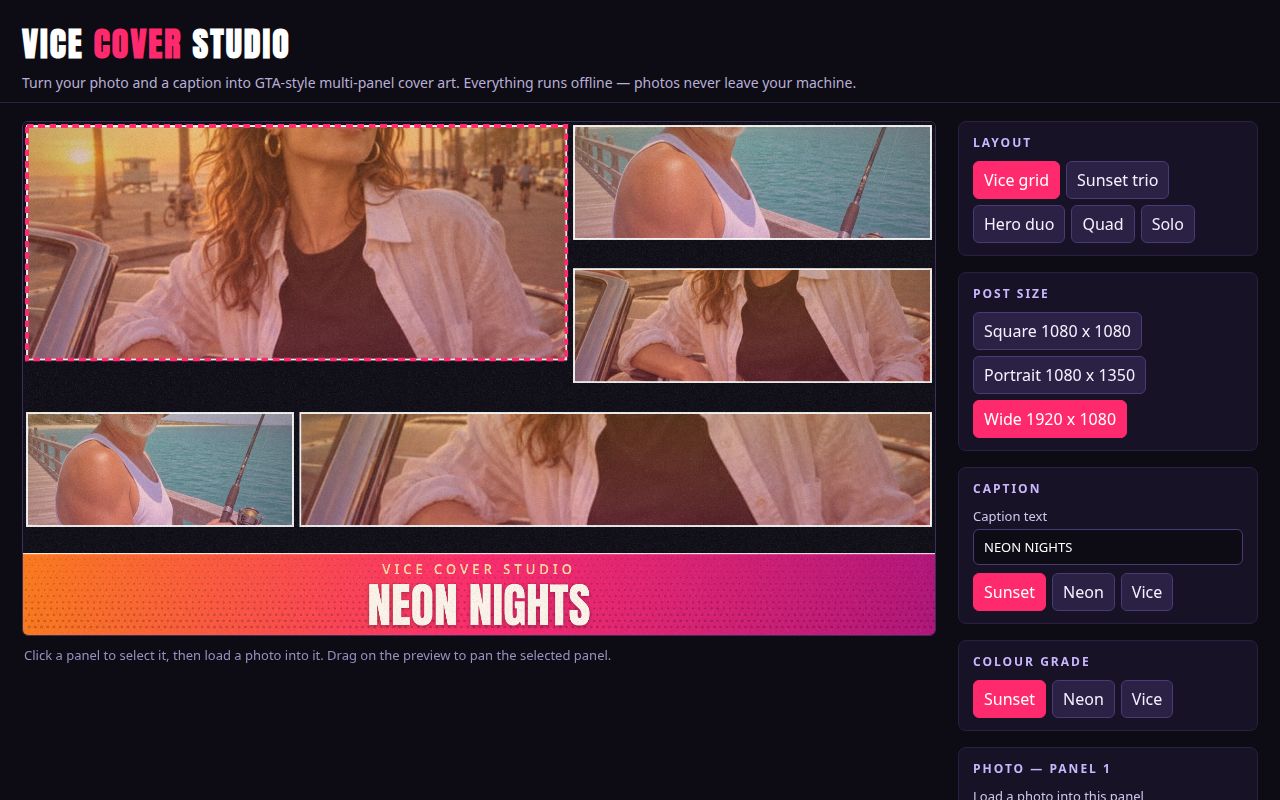 VICE COVER STUDIO
Turn your photo and a caption into GTA-style multi-panel cover art. Everything runs offline — photos never leave your machine.
VICE COVER STUDIO
NEON NIGHTS
Click a panel to select it, then load a photo into it. Drag on the preview to pan the selected panel.
LAYOUT
Vice grid Sunset trio
Hero duo Quad Solo
POST SIZE
Square 1080 x 1080
Portrait 1080 x 1350
Wide 1920 x 1080
CAPTION
Caption text
NEON NIGHTS
Sunset Neon Vice
COLOUR GRADE
Sunset Neon Vice
PHOTO — PANEL 1
Load a photo into this panel